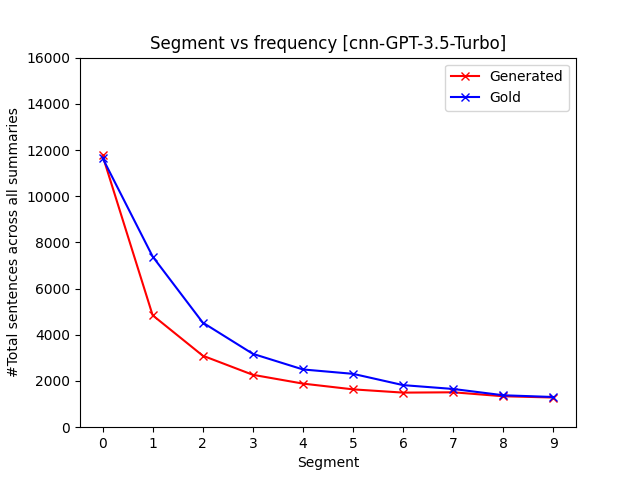 Segment vs frequency [cnn-GPT-3.5-Turbo]
Generated
Gold
#Total sentences across all summaries
16000
14000
12000
10000
8000
6000
4000
2000
0
0 1 2 3 4 5 6 7 8 9
Segment